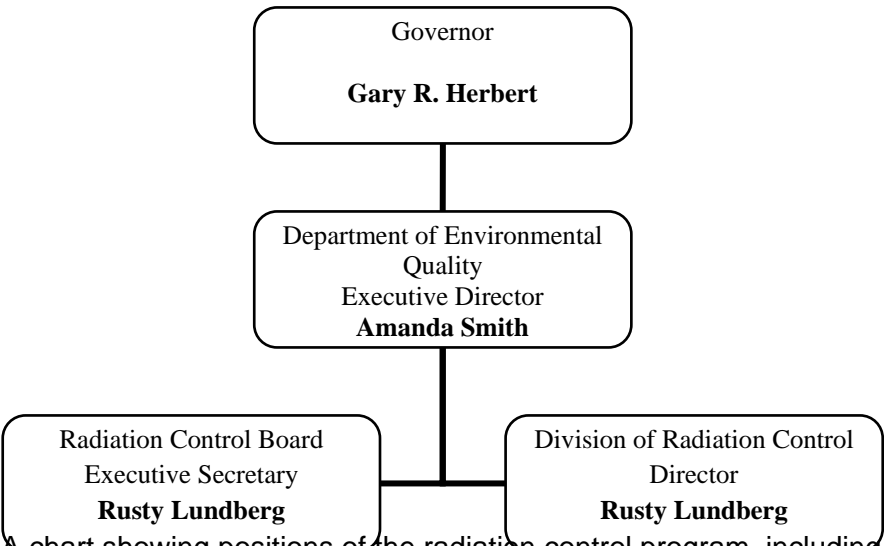 Governor
Gary R. Herbert
Department of Environmental
Quality
Executive Director
Amanda Smith
Radiation Control Board
Executive Secretary
Rusty Lundberg
Division of Radiation Control
Director
Rusty Lundberg
A chart showing positions of the radiation control program, including